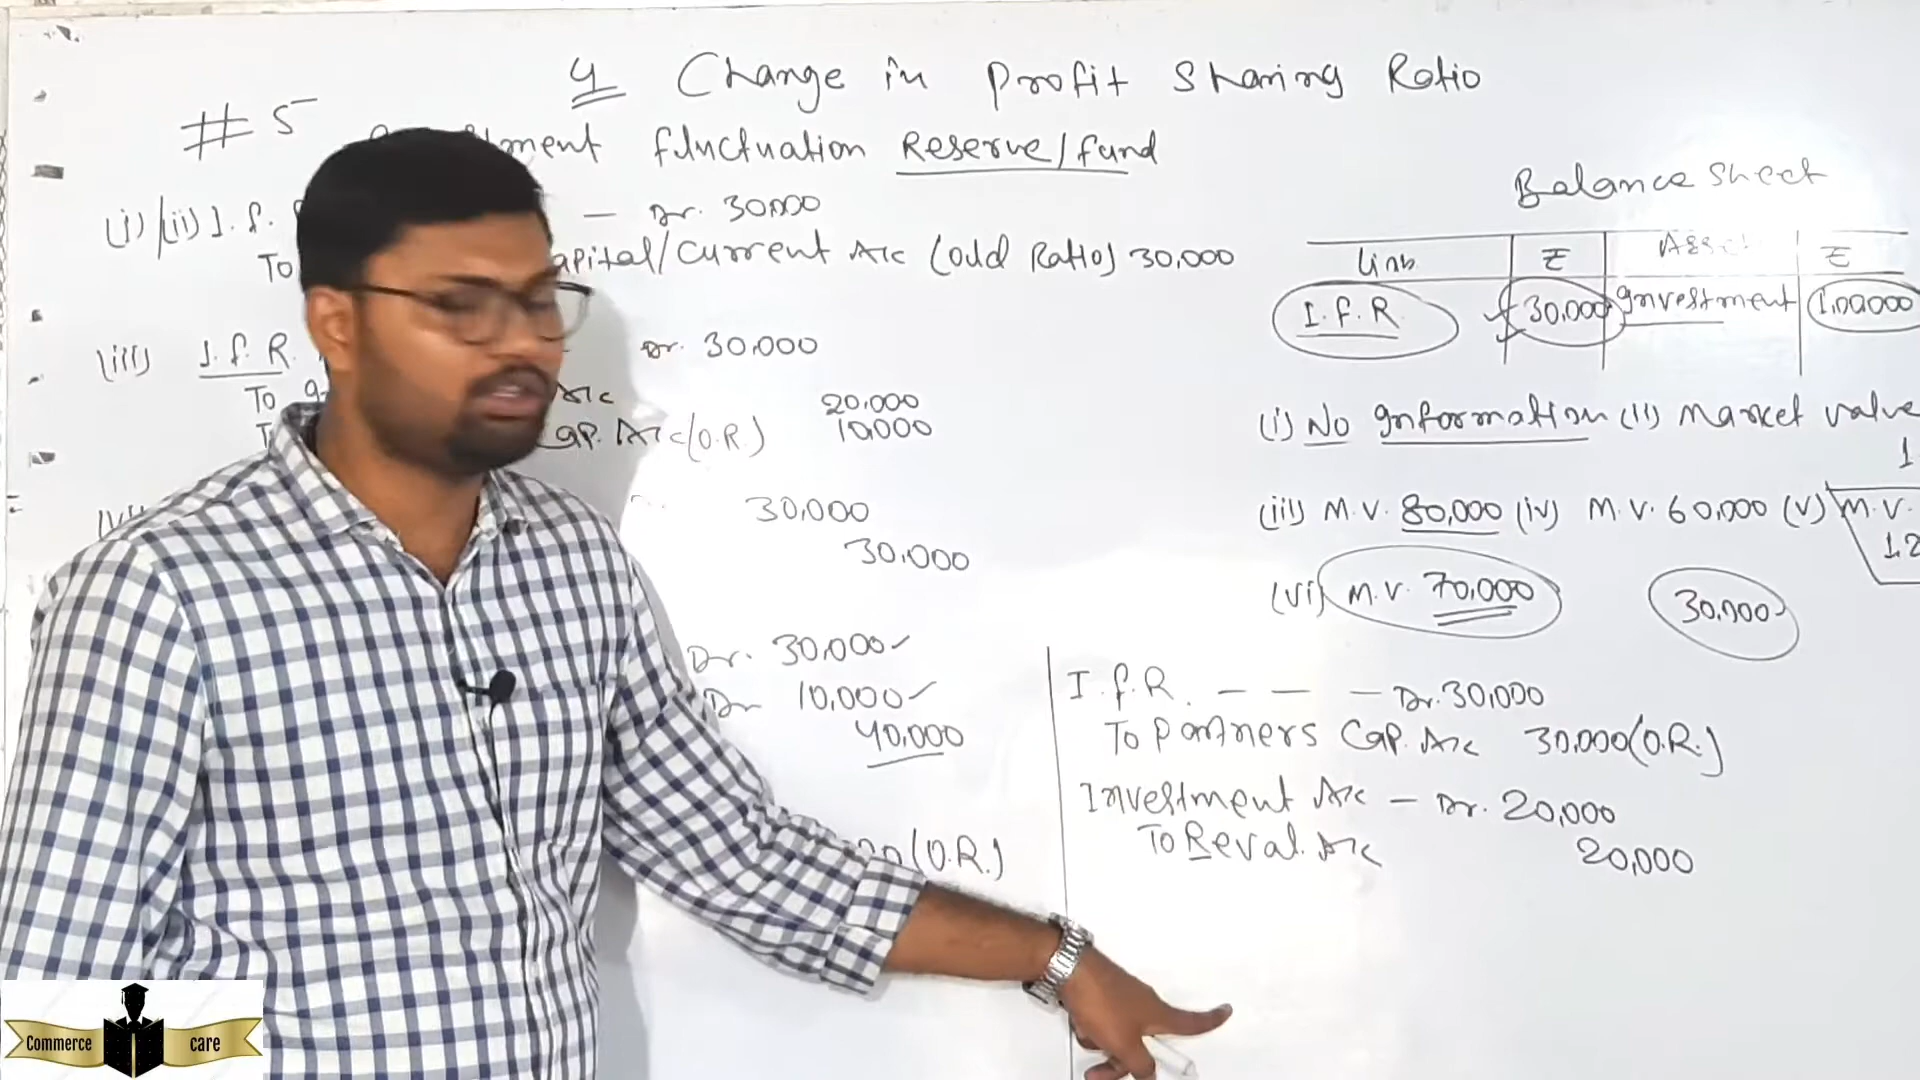 4 Change in Profit Sharing Ratio
# 5
fluctuation Reserve/fund
(i)/(ii) I.f. — Dr. 30,000
To Capital/Current A/c (Old Ratio) 30,000
(iii) I.f.R. Dr. 30,000
To A/c 20,000
Cap. A/c (O.R.) 10,000
30,000
30,000
Dr. 30,000
Dr 10,000
40,000
(O.R.)
Balance Sheet
Liab. ₹ Asset ₹
I.f.R. 30,000 Investment 1,00,000
(i) No Information (ii) Market value
(iii) M.V. 80,000 (iv) M.V. 60,000 (v) M.V.
(vi) M.V. 70,000 30,000
I.f.R. — — — Dr. 30,000
To Partners Cap. A/c 30,000 (O.R.)
Investment A/c — Dr. 20,000
To Reval. A/c 20,000
Commerce care